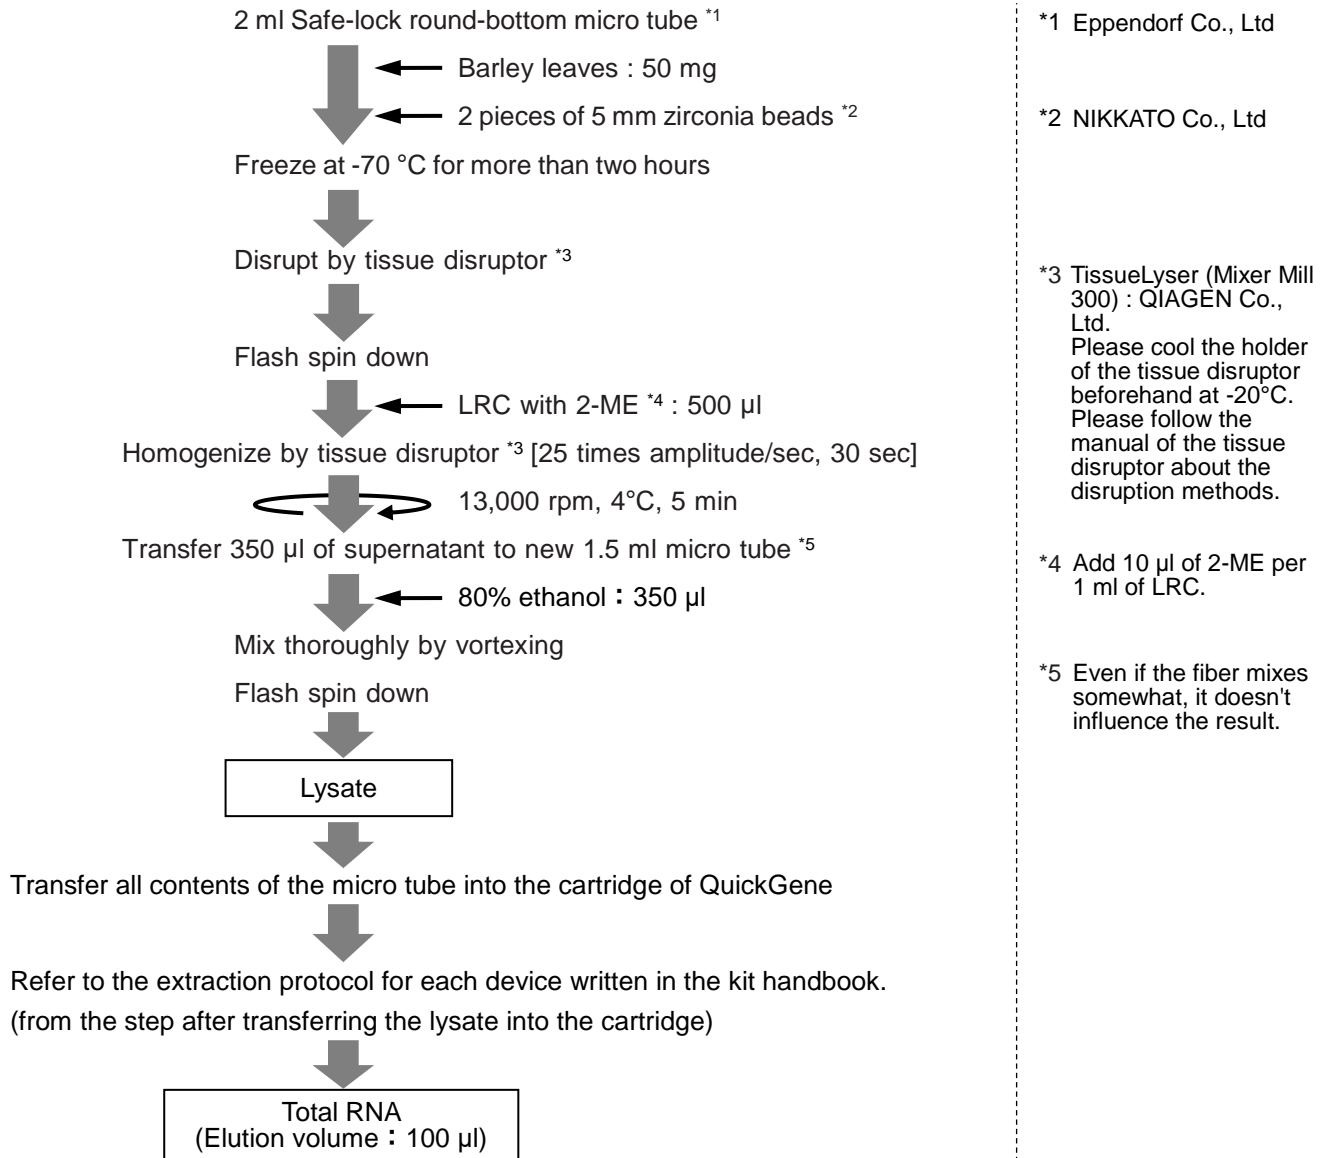 2 ml Safe-lock round-bottom micro tube *1
Barley leaves : 50 mg
2 pieces of 5 mm zirconia beads *2
Freeze at -70 °C for more than two hours
Disrupt by tissue disruptor *3
Flash spin down
LRC with 2-ME *4 : 500 µl
Homogenize by tissue disruptor *3 [25 times amplitude/sec, 30 sec]
13,000 rpm, 4°C, 5 min
Transfer 350 µl of supernatant to new 1.5 ml micro tube *5
80% ethanol：350 µl
Mix thoroughly by vortexing
Flash spin down
Lysate
Transfer all contents of the micro tube into the cartridge of QuickGene
Refer to the extraction protocol for each device written in the kit handbook.
(from the step after transferring the lysate into the cartridge)
Total RNA
(Elution volume：100 µl)
*1 Eppendorf Co., Ltd
*2 NIKKATO Co., Ltd
*3 TissueLyser (Mixer Mill
300) : QIAGEN Co.,
Ltd.
Please cool the holder
of the tissue disruptor
beforehand at -20°C.
Please follow the
manual of the tissue
disruptor about the
disruption methods.
*4 Add 10 µl of 2-ME per
1 ml of LRC.
*5 Even if the fiber mixes
somewhat, it doesn't
influence the result.